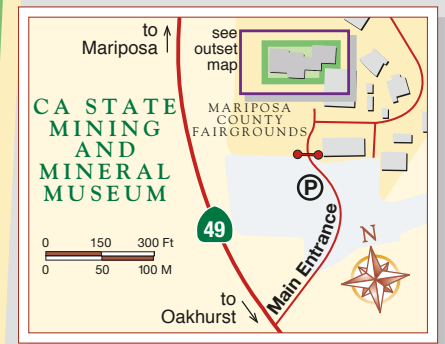 to
Mariposa
see
outset
map
CA STATE
MINING
AND
MINERAL
MUSEUM
MARIPOSA
COUNTY
FAIRGROUNDS
P
49
0 150 300 Ft
0 50 100 M
Main Entrance
N
to
Oakhurst